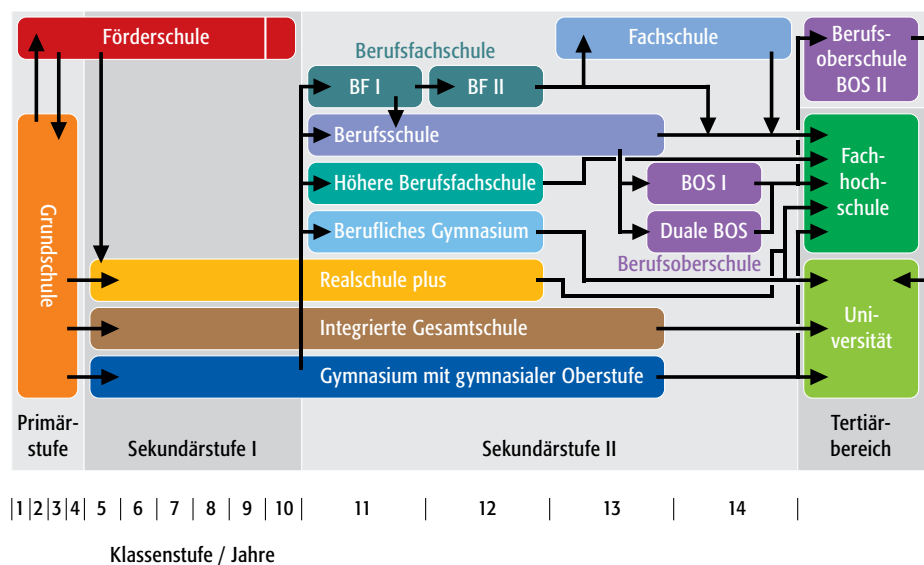 Förderschule
Berufsfachschule
Fachschule
Berufs-
oberschule
BOS II
BF I
BF II
Berufsschule
Höhere Berufsfachschule
BOS I
Fach-
hoch-
schule
Berufliches Gymnasium
Duale BOS
Berufsoberschule
Grundschule
Realschule plus
Integrierte Gesamtschule
Uni-
versität
Gymnasium mit gymnasialer Oberstufe
Primär-
stufe
Sekundärstufe I
Sekundärstufe II
Tertiär-
bereich
1 2 3 4 5 6 7 8 9 10 11 12 13 14
Klassenstufe / Jahre